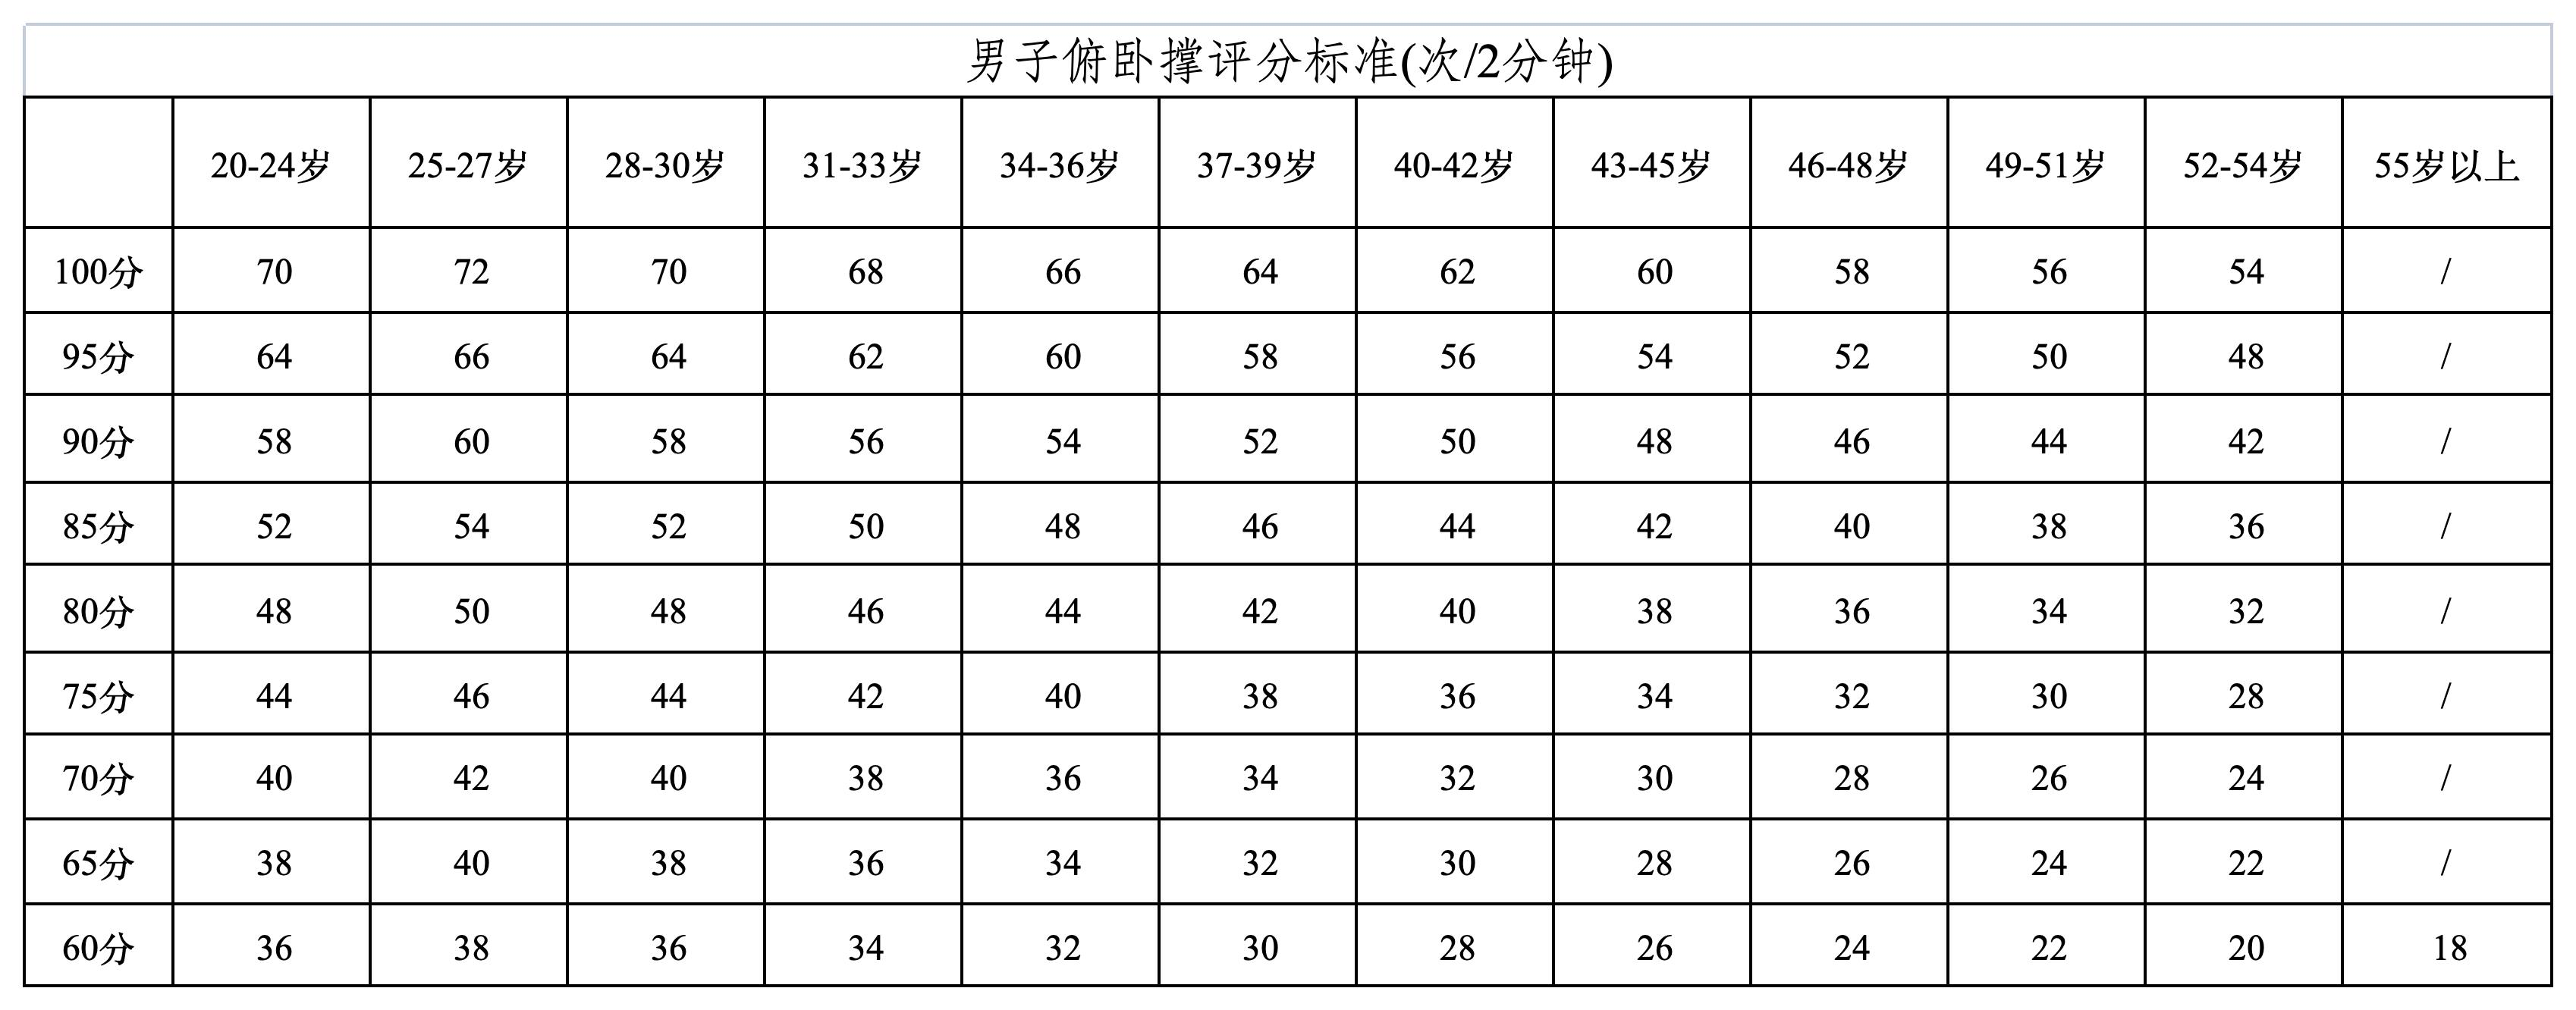 男子俯卧撑评分标准(次/2分钟)
20-24岁 25-27岁 28-30岁 31-33岁 34-36岁 37-39岁 40-42岁 43-45岁 46-48岁 49-51岁 52-54岁 55岁以上
100分 70 72 70 68 66 64 62 60 58 56 54 /
95分 64 66 64 62 60 58 56 54 52 50 48 /
90分 58 60 58 56 54 52 50 48 46 44 42 /
85分 52 54 52 50 48 46 44 42 40 38 36 /
80分 48 50 48 46 44 42 40 38 36 34 32 /
75分 44 46 44 42 40 38 36 34 32 30 28 /
70分 40 42 40 38 36 34 32 30 28 26 24 /
65分 38 40 38 36 34 32 30 28 26 24 22 /
60分 36 38 36 34 32 30 28 26 24 22 20 18